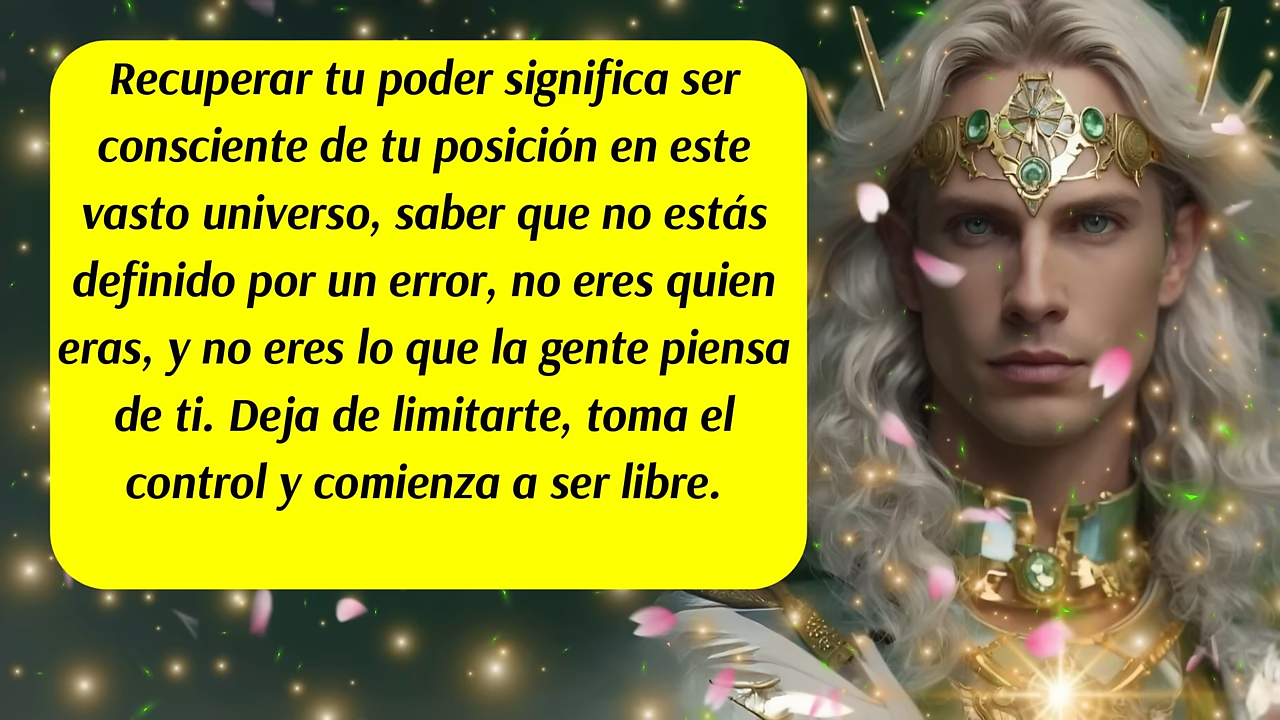 Recuperar tu poder significa ser
consciente de tu posición en este
vasto universo, saber que no estás
definido por un error, no eres quien
eras, y no eres lo que la gente piensa
de ti. Deja de limitarte, toma el
control y comienza a ser libre.